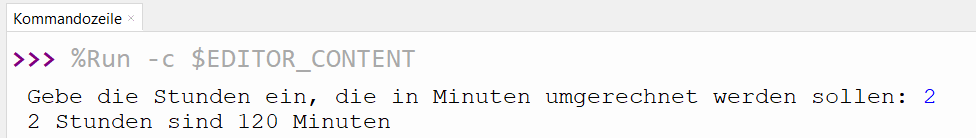 Kommandozeile ×
>>> %Run -c $EDITOR_CONTENT
Gebe die Stunden ein, die in Minuten umgerechnet werden sollen: 2
2 Stunden sind 120 Minuten